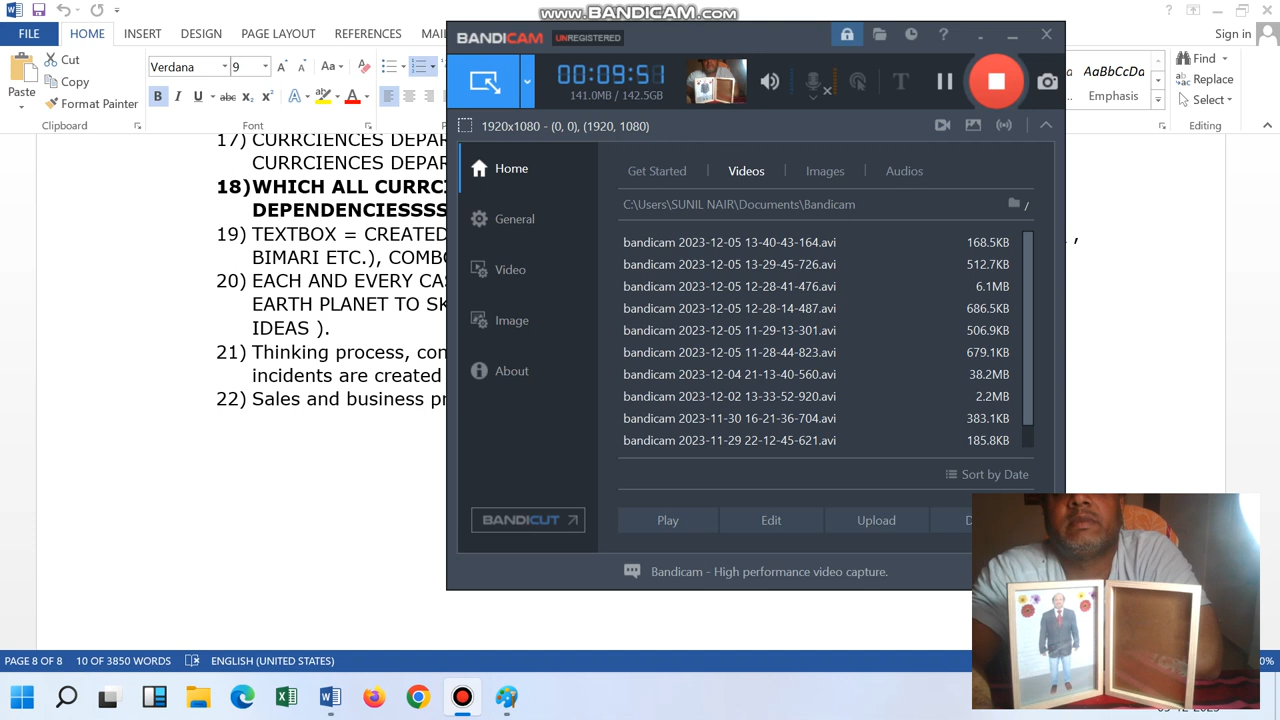 www.BANDICAM.com
FILE HOME INSERT DESIGN PAGE LAYOUT REFERENCES
Sign in
Paste
Cut
Copy
Format Painter
Clipboard
Verdana 9
Font
AaBbCcDa
Emphasis
Find
Replace
Select
Editing
17) CURRCIENCES DEPAR
CURRCIENCES DEPAR
18)WHICH ALL CURRCI
DEPENDENCIESSSS
19) TEXTBOX = CREATED
BIMARI ETC.), COMBO
20) EACH AND EVERY CAS
EARTH PLANET TO SK
IDEAS ).
21) Thinking process, con
incidents are created
22) Sales and business pr
BANDICAM UNREGISTERED
00:09:51
141.0MB / 142.5GB
1920x1080 - (0, 0), (1920, 1080)
Home
General
Video
Image
About
BANDICUT
Get Started Videos Images Audios
C:\Users\SUNIL NAIR\Documents\Bandicam
bandicam 2023-12-05 13-40-43-164.avi 168.5KB
bandicam 2023-12-05 13-29-45-726.avi 512.7KB
bandicam 2023-12-05 12-28-41-476.avi 6.1MB
bandicam 2023-12-05 12-28-14-487.avi 686.5KB
bandicam 2023-12-05 11-29-13-301.avi 506.9KB
bandicam 2023-12-05 11-28-44-823.avi 679.1KB
bandicam 2023-12-04 21-13-40-560.avi 38.2MB
bandicam 2023-12-02 13-33-52-920.avi 2.2MB
bandicam 2023-11-30 16-21-36-704.avi 383.1KB
bandicam 2023-11-29 22-12-45-621.avi 185.8KB
Sort by Date
Play Edit Upload
Bandicam - High performance video capture.
PAGE 8 OF 8 10 OF 3850 WORDS ENGLISH (UNITED STATES)